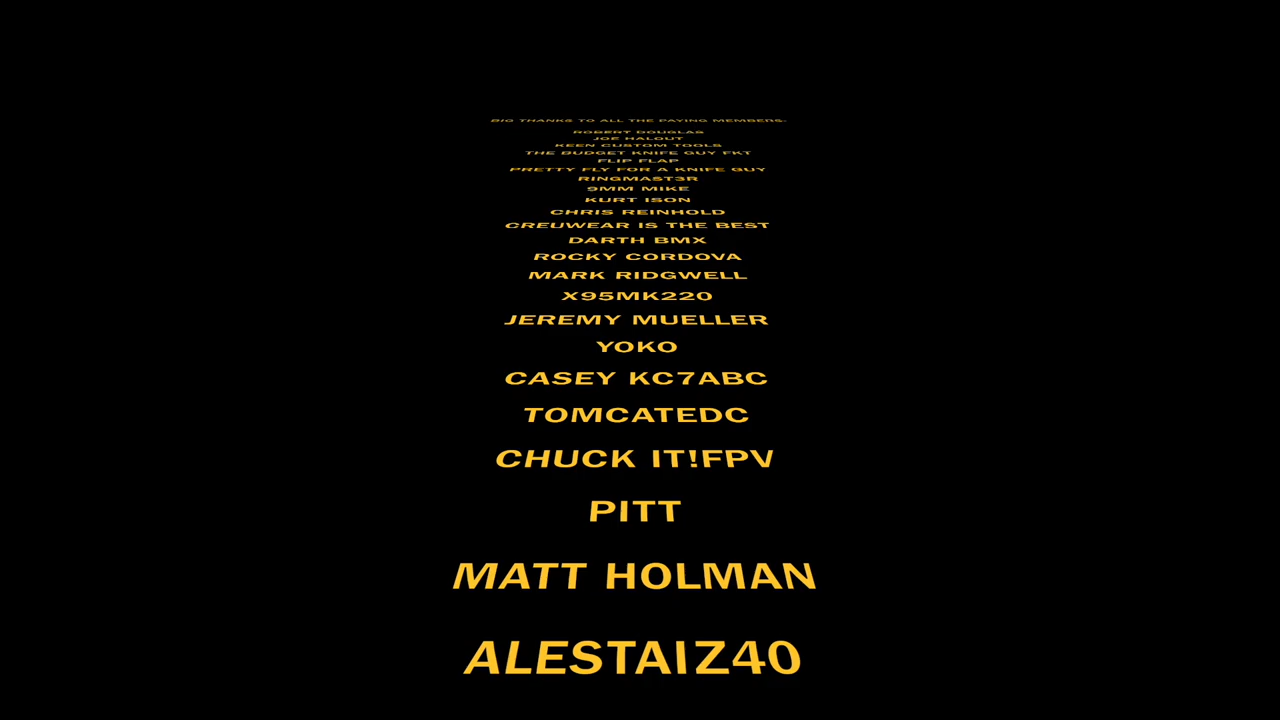 BIG THANKS TO ALL THE PAYING MEMBERS.
ROBERT DOUGLAS
JOE HALOUT
KEEN CUSTOM TOOLS
THE BUDGET KNIFE GUY FKT
FLIP FLAP
PRETTY FLY FOR A KNIFE GUY
RINGMAST3R
9MM MIKE
KURT ISON
CHRIS REINHOLD
CREUWEAR IS THE BEST
DARTH BMX
ROCKY CORDOVA
MARK RIDGWELL
X95MK220
JEREMY MUELLER
YOKO
CASEY KC7ABC
TOMCATEDC
CHUCK IT!FPV
PITT
MATT HOLMAN
ALESTAIZ40